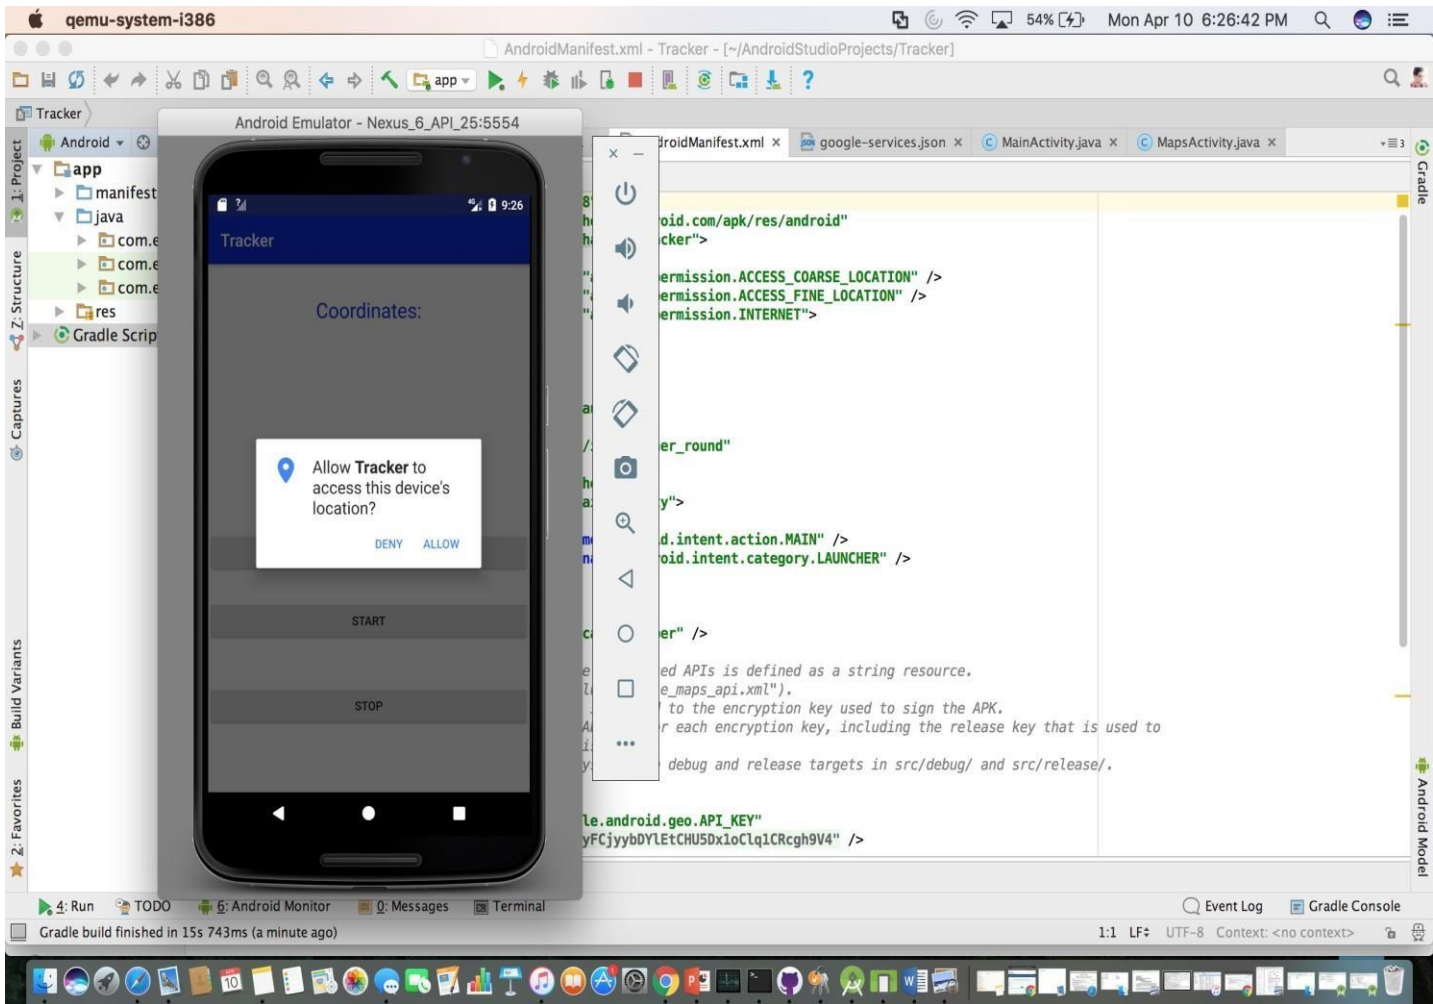 qemu-system-i386
54%
Mon Apr 10 6:26:42 PM
AndroidManifest.xml - Tracker - [~/AndroidStudioProjects/Tracker]
app
Tracker
Android Emulator - Nexus_6_API_25:5554
Android
droidManifest.xml
google-services.json
MainActivity.java
MapsActivity.java
3
1: Project
Z: Structure
Captures
Build Variants
2: Favorites
Gradle
Android Model
app
manifest
java
com.e
com.e
com.e
res
Gradle Scrip
9:26
Tracker
Coordinates:
Allow Tracker to
access this device's
location?
DENY ALLOW
START
STOP
oid.com/apk/res/android"
cker">
ermission.ACCESS_COARSE_LOCATION" />
ermission.ACCESS_FINE_LOCATION" />
ermission.INTERNET">
er_round"
y">
d.intent.action.MAIN" />
oid.intent.category.LAUNCHER" />
er" />
ed APIs is defined as a string resource.
e_maps_api.xml").
to the encryption key used to sign the APK.
r each encryption key, including the release key that is used to
debug and release targets in src/debug/ and src/release/.
le.android.geo.API_KEY"
yFCjyybDYlEtCHU5Dx1oClq1CRcgh9V4" />
4: Run
TODO
6: Android Monitor
0: Messages
Terminal
Event Log
Gradle Console
Gradle build finished in 15s 743ms (a minute ago)
1:1 LF UTF-8 Context: <no context>
10